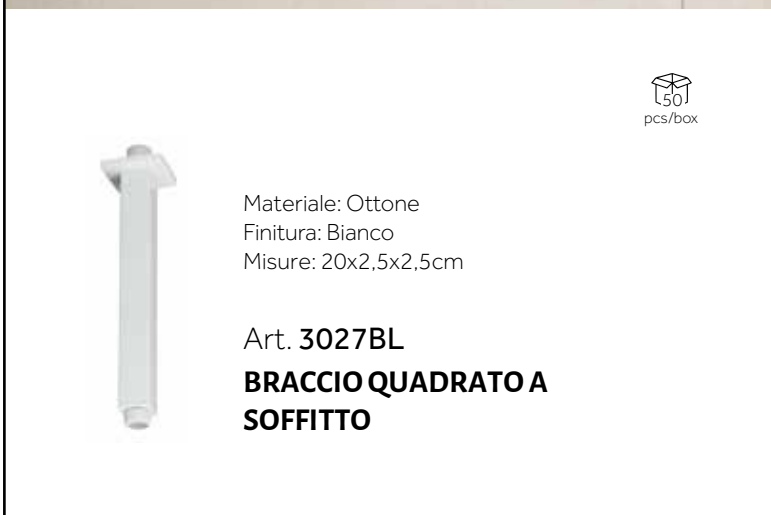 50
pcs/box
Materiale: Ottone
Finitura: Bianco
Misure: 20x2,5x2,5cm
Art. 3027BL
BRACCIO QUADRATO A
SOFFITTO